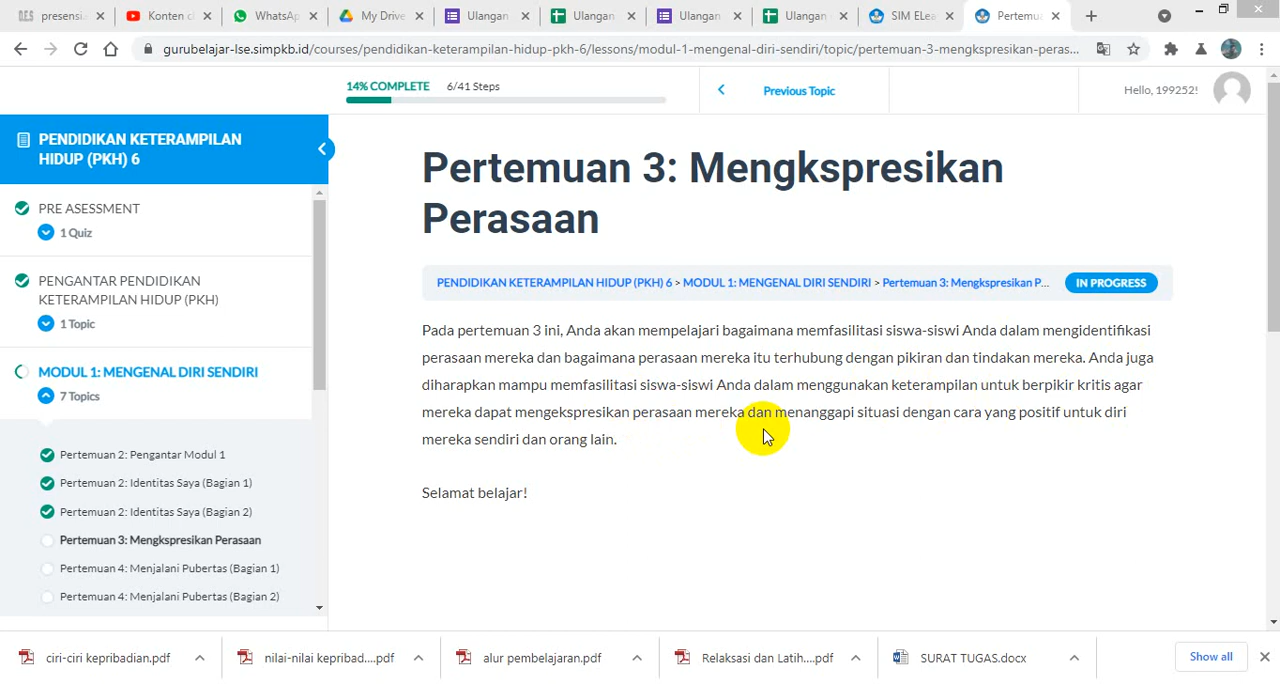 presensi
Konten c
WhatsAp
My Drive
Ulangan
Ulangan
Ulangan
Ulangan
SIM ELea
Pertemu
gurubelajar-lse.simpkb.id/courses/pendidikan-keterampilan-hidup-pkh-6/lessons/modul-1-mengenal-diri-sendiri/topic/pertemuan-3-mengkspresikan-peras...
14% COMPLETE 6/41 Steps
Previous Topic
Hello, 199252!
PENDIDIKAN KETERAMPILAN
HIDUP (PKH) 6
PRE ASESSMENT
1 Quiz
PENGANTAR PENDIDIKAN
KETERAMPILAN HIDUP (PKH)
1 Topic
MODUL 1: MENGENAL DIRI SENDIRI
7 Topics
Pertemuan 2: Pengantar Modul 1
Pertemuan 2: Identitas Saya (Bagian 1)
Pertemuan 2: Identitas Saya (Bagian 2)
Pertemuan 3: Mengkspresikan Perasaan
Pertemuan 4: Menjalani Pubertas (Bagian 1)
Pertemuan 4: Menjalani Pubertas (Bagian 2)
Pertemuan 3: Mengkspresikan
Perasaan
PENDIDIKAN KETERAMPILAN HIDUP (PKH) 6 > MODUL 1: MENGENAL DIRI SENDIRI > Pertemuan 3: Mengkspresikan P... IN PROGRESS
Pada pertemuan 3 ini, Anda akan mempelajari bagaimana memfasilitasi siswa-siswi Anda dalam mengidentifikasi
perasaan mereka dan bagaimana perasaan mereka itu terhubung dengan pikiran dan tindakan mereka. Anda juga
diharapkan mampu memfasilitasi siswa-siswi Anda dalam menggunakan keterampilan untuk berpikir kritis agar
mereka dapat mengekspresikan perasaan mereka dan menanggapi situasi dengan cara yang positif untuk diri
mereka sendiri dan orang lain.
Selamat belajar!
ciri-ciri kepribadian.pdf
nilai-nilai kepribad....pdf
alur pembelajaran.pdf
Relaksasi dan Latih....pdf
SURAT TUGAS.docx
Show all